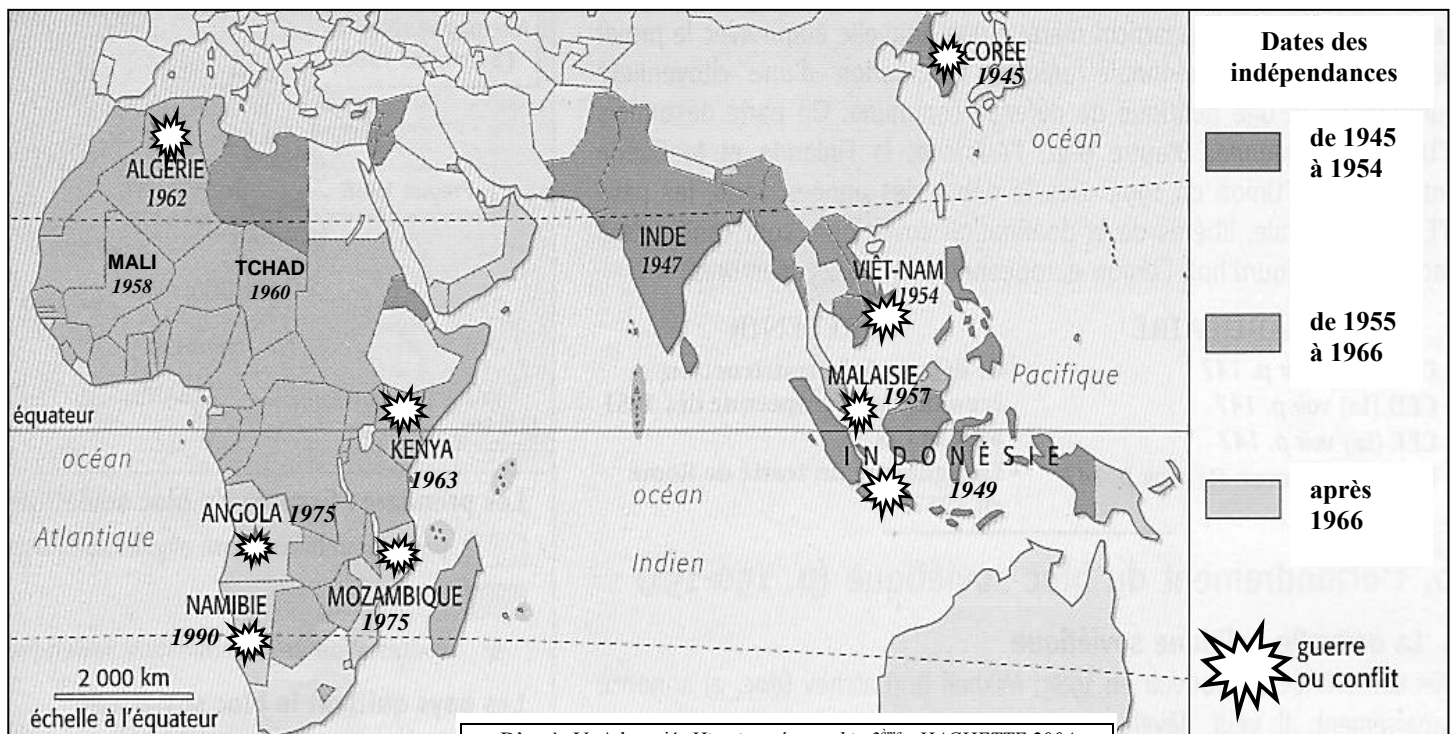 CORÉE
1945
océan
ALGÉRIE
1962
INDE
1947
MALI
1958
TCHAD
1960
VIÊT-NAM
1954
MALAISIE
1957
Pacifique
équateur
KENYA
1963
INDONÉSIE
1949
océan
Atlantique
océan
Indien
ANGOLA 1975
MOZAMBIQUE
1975
NAMIBIE
1990
2 000 km
échelle à l'équateur
Dates des
indépendances
de 1945
à 1954
de 1955
à 1966
après
1966
guerre
ou conflit